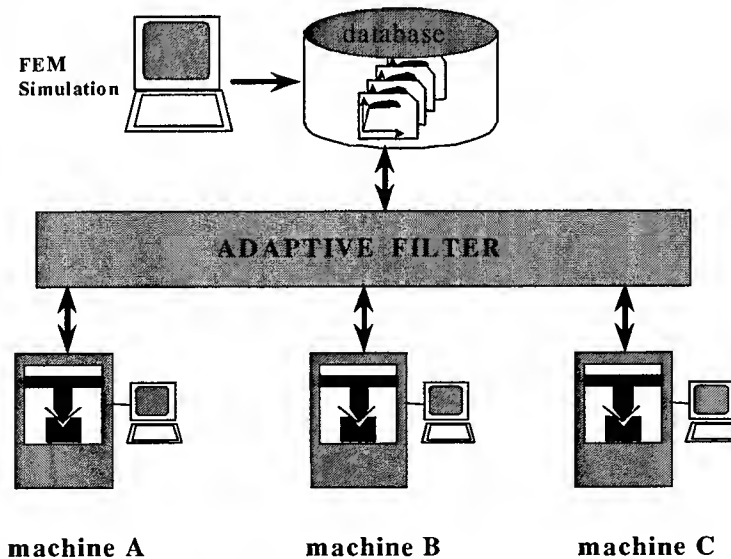 database
FEM
Simulation
ADAPTIVE FILTER
machine A
machine B
machine C